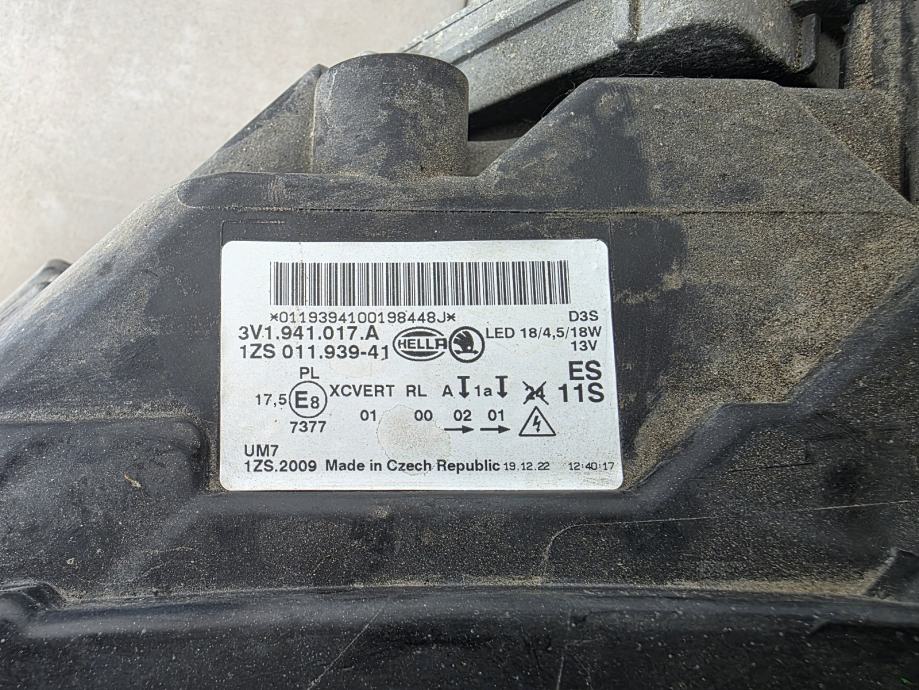 *0119394100198448J*
D3S
3V1.941.017.A HELLA LED 18/4,5/18W
1ZS 011.939-41 13V
PL ES
17,5 E8 XCVERT RL A 1a 24 11S
7377 01 00 02 01
UM7
1ZS.2009 Made in Czech Republic 19.12.22 12:40:17